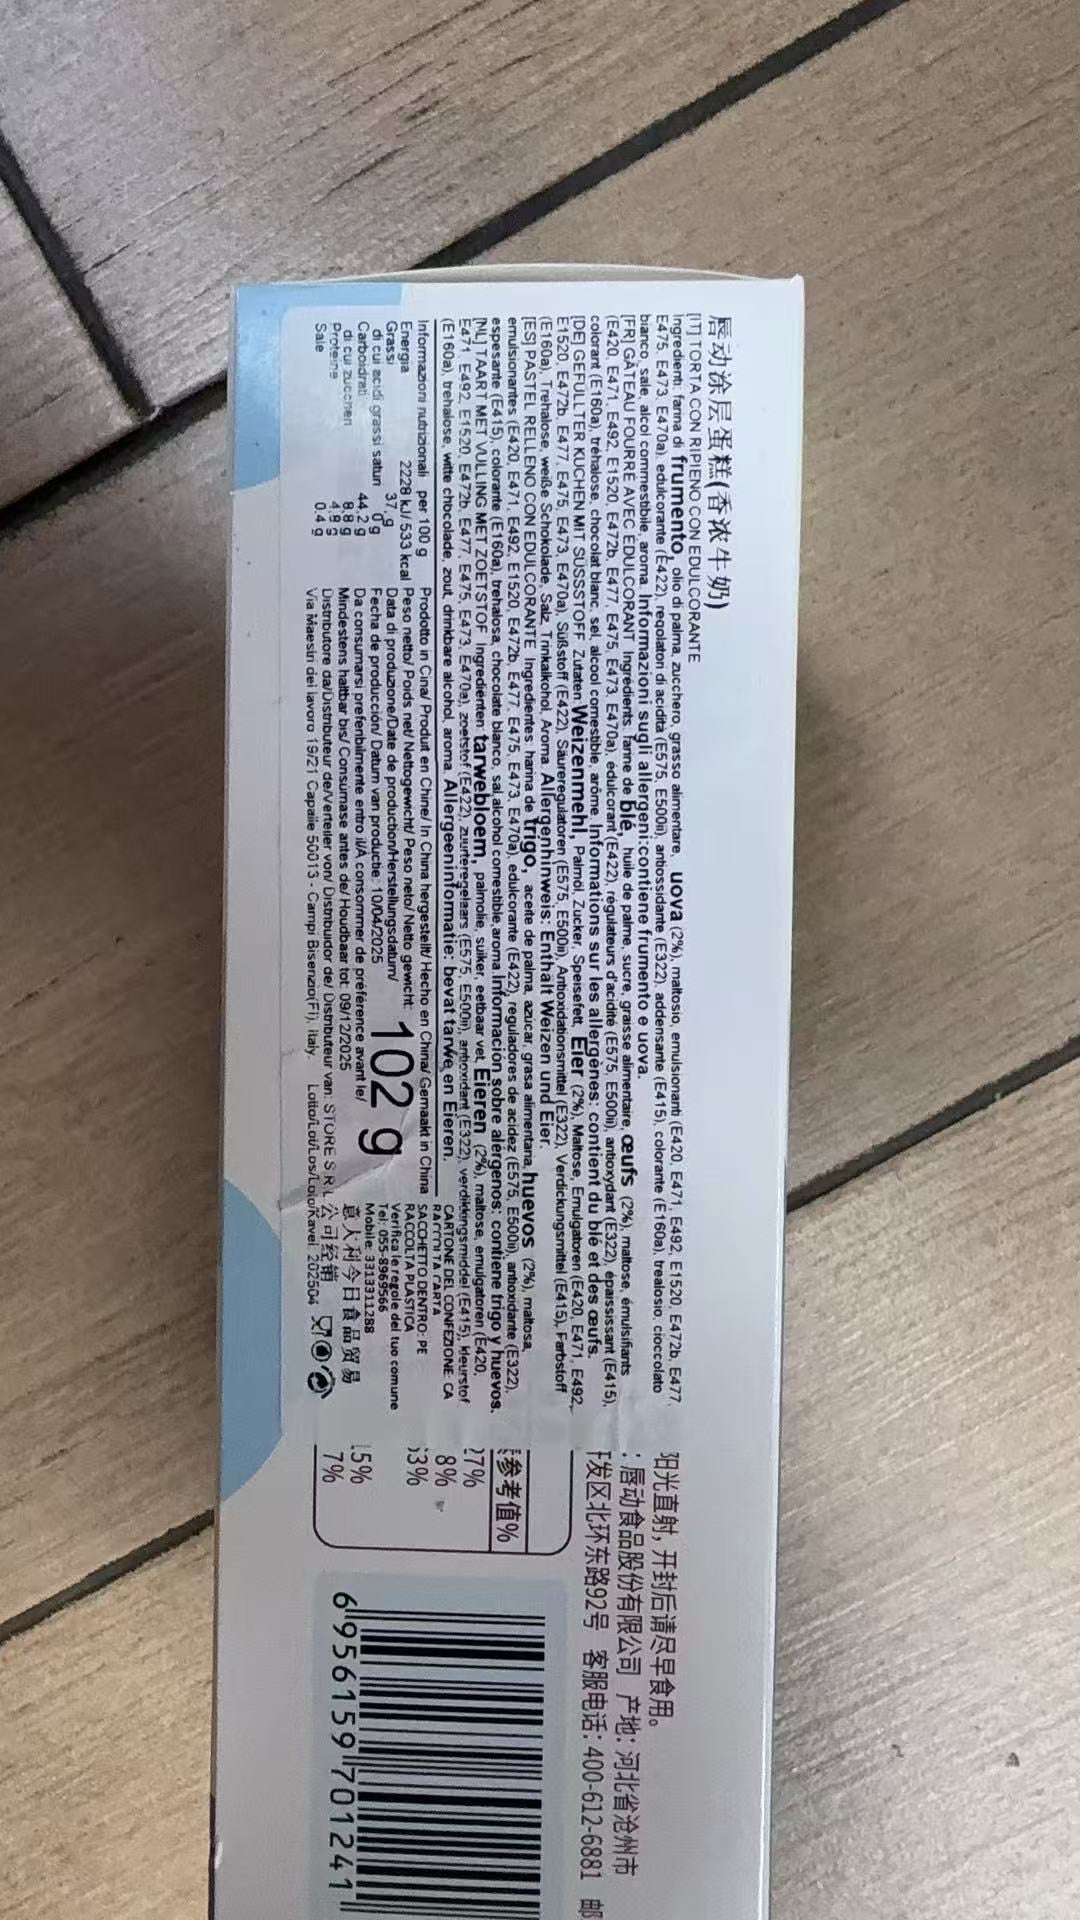 唇动涂层蛋糕(香浓牛奶)
[IT] TORTA CON RIPIENO CON EDULCORANTE
Ingredienti: farina di frumento, olio di palma, zucchero, grasso alimentare, uova (2%), maltosio, emulsionanti (E420, E471, E492, E1520, E472b, E477,
E475, E473, E470a), edulcorante (E422), regolatori di acidità (E575, E500ii), antiossidante (E322), addensante (E415), colorante (E160a), trealosio, cioccolato
bianco, sale, alcol commestibile, aroma. Informazioni sugli allergeni:contiene frumento e uova.
[FR] GÂTEAU FOURRÉ AVEC ÉDULCORANT Ingrédients: farine de blé, huile de palme, sucre, graisse alimentaire, œufs (2%), maltose, émulsifiants
(E420, E471, E492, E1520, E472b, E477, E475, E473, E470a), édulcorant (E422), régulateurs d'acidité (E575, E500ii), antioxydant (E322), épaississant (E415),
colorant (E160a), tréhalose, chocolat blanc, sel, alcool comestible, arôme. Informations sur les allergènes: contient du blé et des œufs.
[DE] GEFÜLLTER KUCHEN MIT SÜSSSTOFF Zutaten: Weizenmehl, Palmöl, Zucker, Speisefett, Eier (2%), Maltose, Emulgatoren (E420, E471, E492,
E1520, E472b, E477, E475, E473, E470a), Süßstoff (E422), Säureregulatoren (E575, E500ii), Antioxidationsmittel (E322), Verdickungsmittel (E415), Farbstoff
(E160a), Trehalose, weiße Schokolade, Salz, Trinkalkohol, Aroma. Allergenhinweis: Enthält Weizen und Eier.
[ES] PASTEL RELLENO CON EDULCORANTE Ingredientes: harina de trigo, aceite de palma, azúcar, grasa alimentaria, huevos (2%), maltosa,
emulsionantes (E420, E471, E492, E1520, E472b, E477, E475, E473, E470a), edulcorante (E422), reguladores de acidez (E575, E500ii), antioxidante (E322),
espesante (E415), colorante (E160a), trehalosa, chocolate blanco, sal, alcohol comestible, aroma. Información sobre alérgenos: contiene trigo y huevos.
[NL] TAART MET VULLING MET ZOETSTOF Ingrediënten: tarwebloem, palmolie, suiker, eetbaar vet, Eieren (2%), maltose, emulgatoren (E420,
E471, E492, E1520, E472b, E477, E475, E473, E470a), zoetstof (E422), zuurteregelaars (E575, E500ii), antioxidant (E322), verdikkingsmiddel (E415), kleurstof
(E160a), trehalose, witte chocolade, zout, drinkbare alcohol, aroma. Allergeeninformatie: bevat tarwe en Eieren.
Informazioni nutrizionali per 100 g
Energia 2228 kJ/ 533 kcal
Grassi 37 g
di cui acidi grassi saturi 0 g
Carboidrati 44.2 g
di cui zuccheri 8.8 g
Proteine 4.9 g
Sale 0.4 g
Prodotto in Cina/ Produit en Chine/ In China hergestellt/ Hecho en China/ Gemaakt in China
Peso netto/ Poids net/ Nettogewicht/ Peso neto/ Netto gewicht: 102 g
Data di produzione/Date de production/Herstellungsdatum/
Fecha de producción/ Datum van productie: 10/04/2025
Da consumarsi preferibilmente entro il/À consommer de préférence avant le/
Mindestens haltbar bis/ Consumase antes de/ Houdbaar tot: 09/12/2025
Distributore da/Distributeur de/Verteiler von/ Distribuidor de/ Distributeur van: STORE S.R.L
Via Maestri del lavoro 19/21 Capalle 50013 - Campi Bisenzio(FI), Italy. Lotto/Lot/Los/Lote/Kavel: 202504
CARTONE DEL CONFEZIONE: CA
RACCOLTA CARTA
SACCHETTO DENTRO: PE
RACCOLTA PLASTICA
Verifica le regole del tuo comune
Tel: 055-8969566
Mobile: 3313311288
意大利今日食品贸易
公司经销
阳光直射, 开封后请尽早食用。
: 唇动食品股份有限公司 产地: 河北省沧州市
开发区北环东路92号 客服电话: 400-612-6881 邮
参考值%
27%
8%
53%
15%
7%
6956159701241